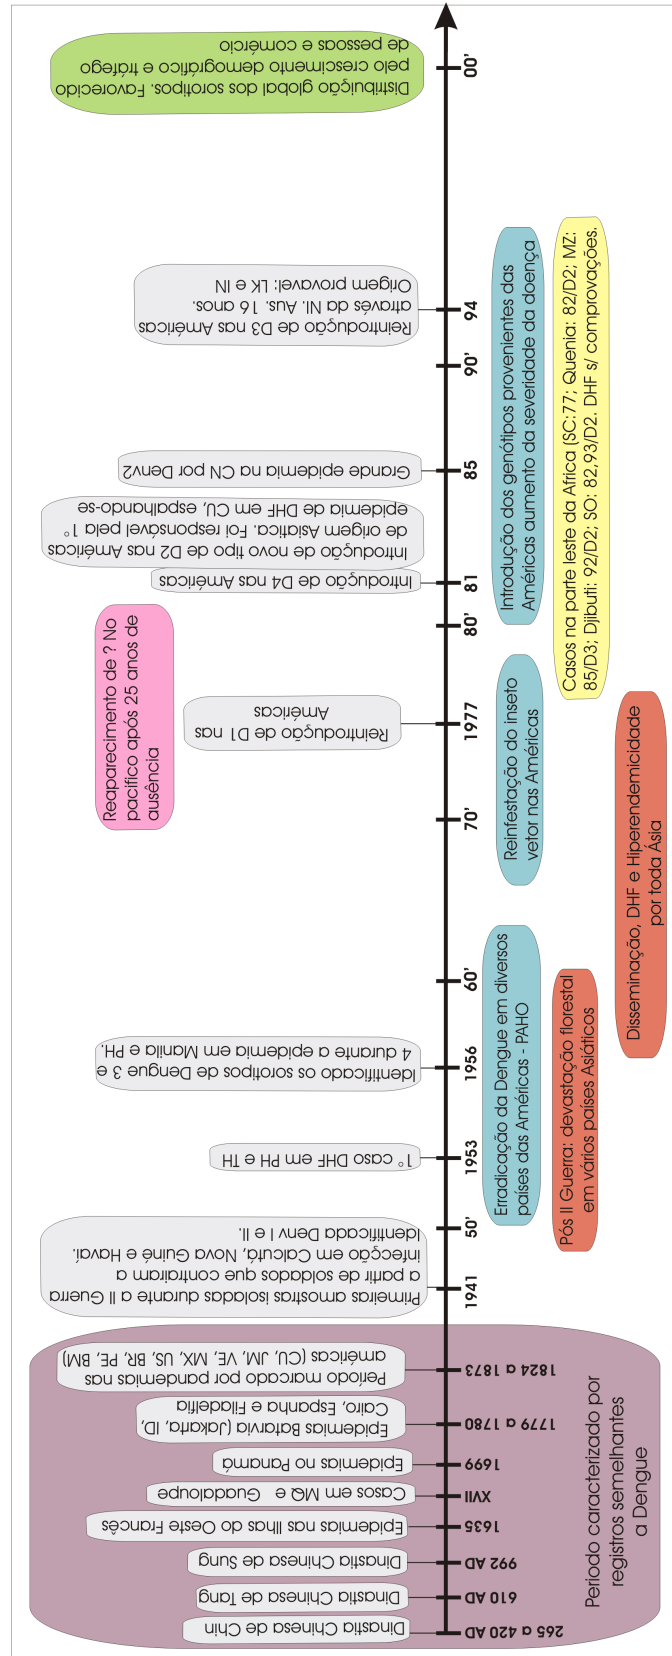 Dinastia Chinesa de Chin
265 a 420 AD
Dinastia Chinesa de Tang
610 AD
Dinastia Chinesa de Sung
992 AD
Epidemias nas Ilhas do Oeste Francês
1635
Casos em MQ e Guadaloupe
XVII
Epidemias no Panamá
1699
Epidemias Batarvia (Jakarta, ID,
Cairo, Espanha e Filadelfia
1779 a 1780
Período marcado por pandemias nas
américas (CU, JM, VE, MX, US, BR, PE, BM)
1824 a 1873
Periodo caracterizado por
registros semelhantes
a Dengue
Primeiras amostras isoladas durante a II Guerra
a partir de soldados que contrairam a
infecção em Calcutá, Nova Guiné e Havaí.
Identificada Denv I e II.
1941
50'
1° caso DHF em PH e TH
1953
Identificado os sorotipos de Dengue 3 e
4 durante a epidemia em Manila e PH.
1956
60'
Erradicação da Dengue em diversos
países das Américas - PAHO
Pós II Guerra: devastação florestal
em vários países Asiáticos
Disseminação, DHF e Hiperendemicidade
por toda Ásia
70'
Reintrodução de D1 nas
Américas
1977
Reaparecimento de ? No
pacifico após 25 anos de
ausência
Reinfestação do inseto
vetor nas Américas
80'
Introdução de D4 nas Américas
81
Introdução de novo tipo de D2 nas Américas
de origem Asiatica. Foi responsável pela 1°
epidemia de DHF em CU, espalhando-se
Grande epidemia na CN por Denv2
85
90'
Reintrodução de D3 nas Américas
através da NI. Aus. 16 anos.
Origem provavel: LK e IN
94
Introdução dos genótipos provenientes das
Américas aumento da severidade da doença
Casos na parte leste da Africa (SC:77; Quenia: 82/D2; MZ:
85/D3; Djibuti: 92/D2; SO: 82,93/D2. DHF s/ comprovações.
Distribuição global dos sorotipos. Favorecido
pelo crescimento demográfico e tráfego
de pessoas e comércio
00'